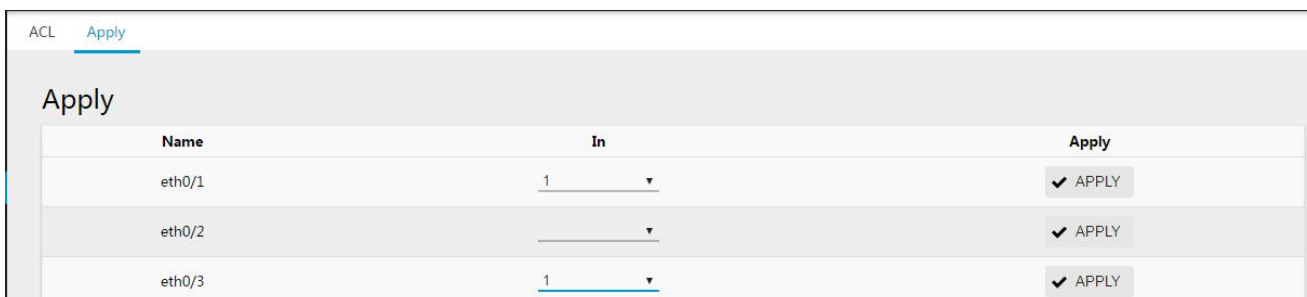 ACL Apply
Apply
Name In Apply
eth0/1 1 APPLY
eth0/2 APPLY
eth0/3 1 APPLY